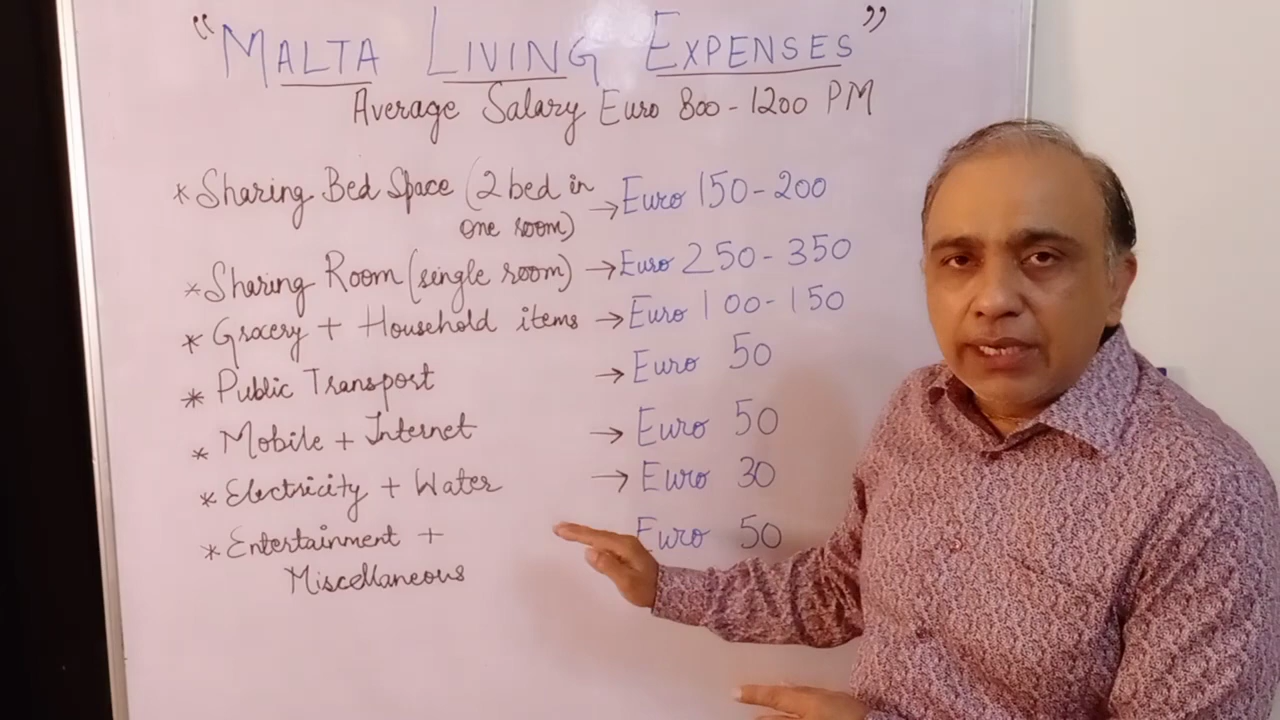 "MALTA LIVING EXPENSES"
Average Salary Euro 800-1200 PM
* Sharing Bed Space (2 bed in one room) → Euro 150-200
* Sharing Room (single room) → Euro 250-350
* Grocery + Household items → Euro 100-150
* Public Transport → Euro 50
* Mobile + Internet → Euro 50
* Electricity + Water → Euro 30
* Entertainment + Euro 50
Miscellaneous